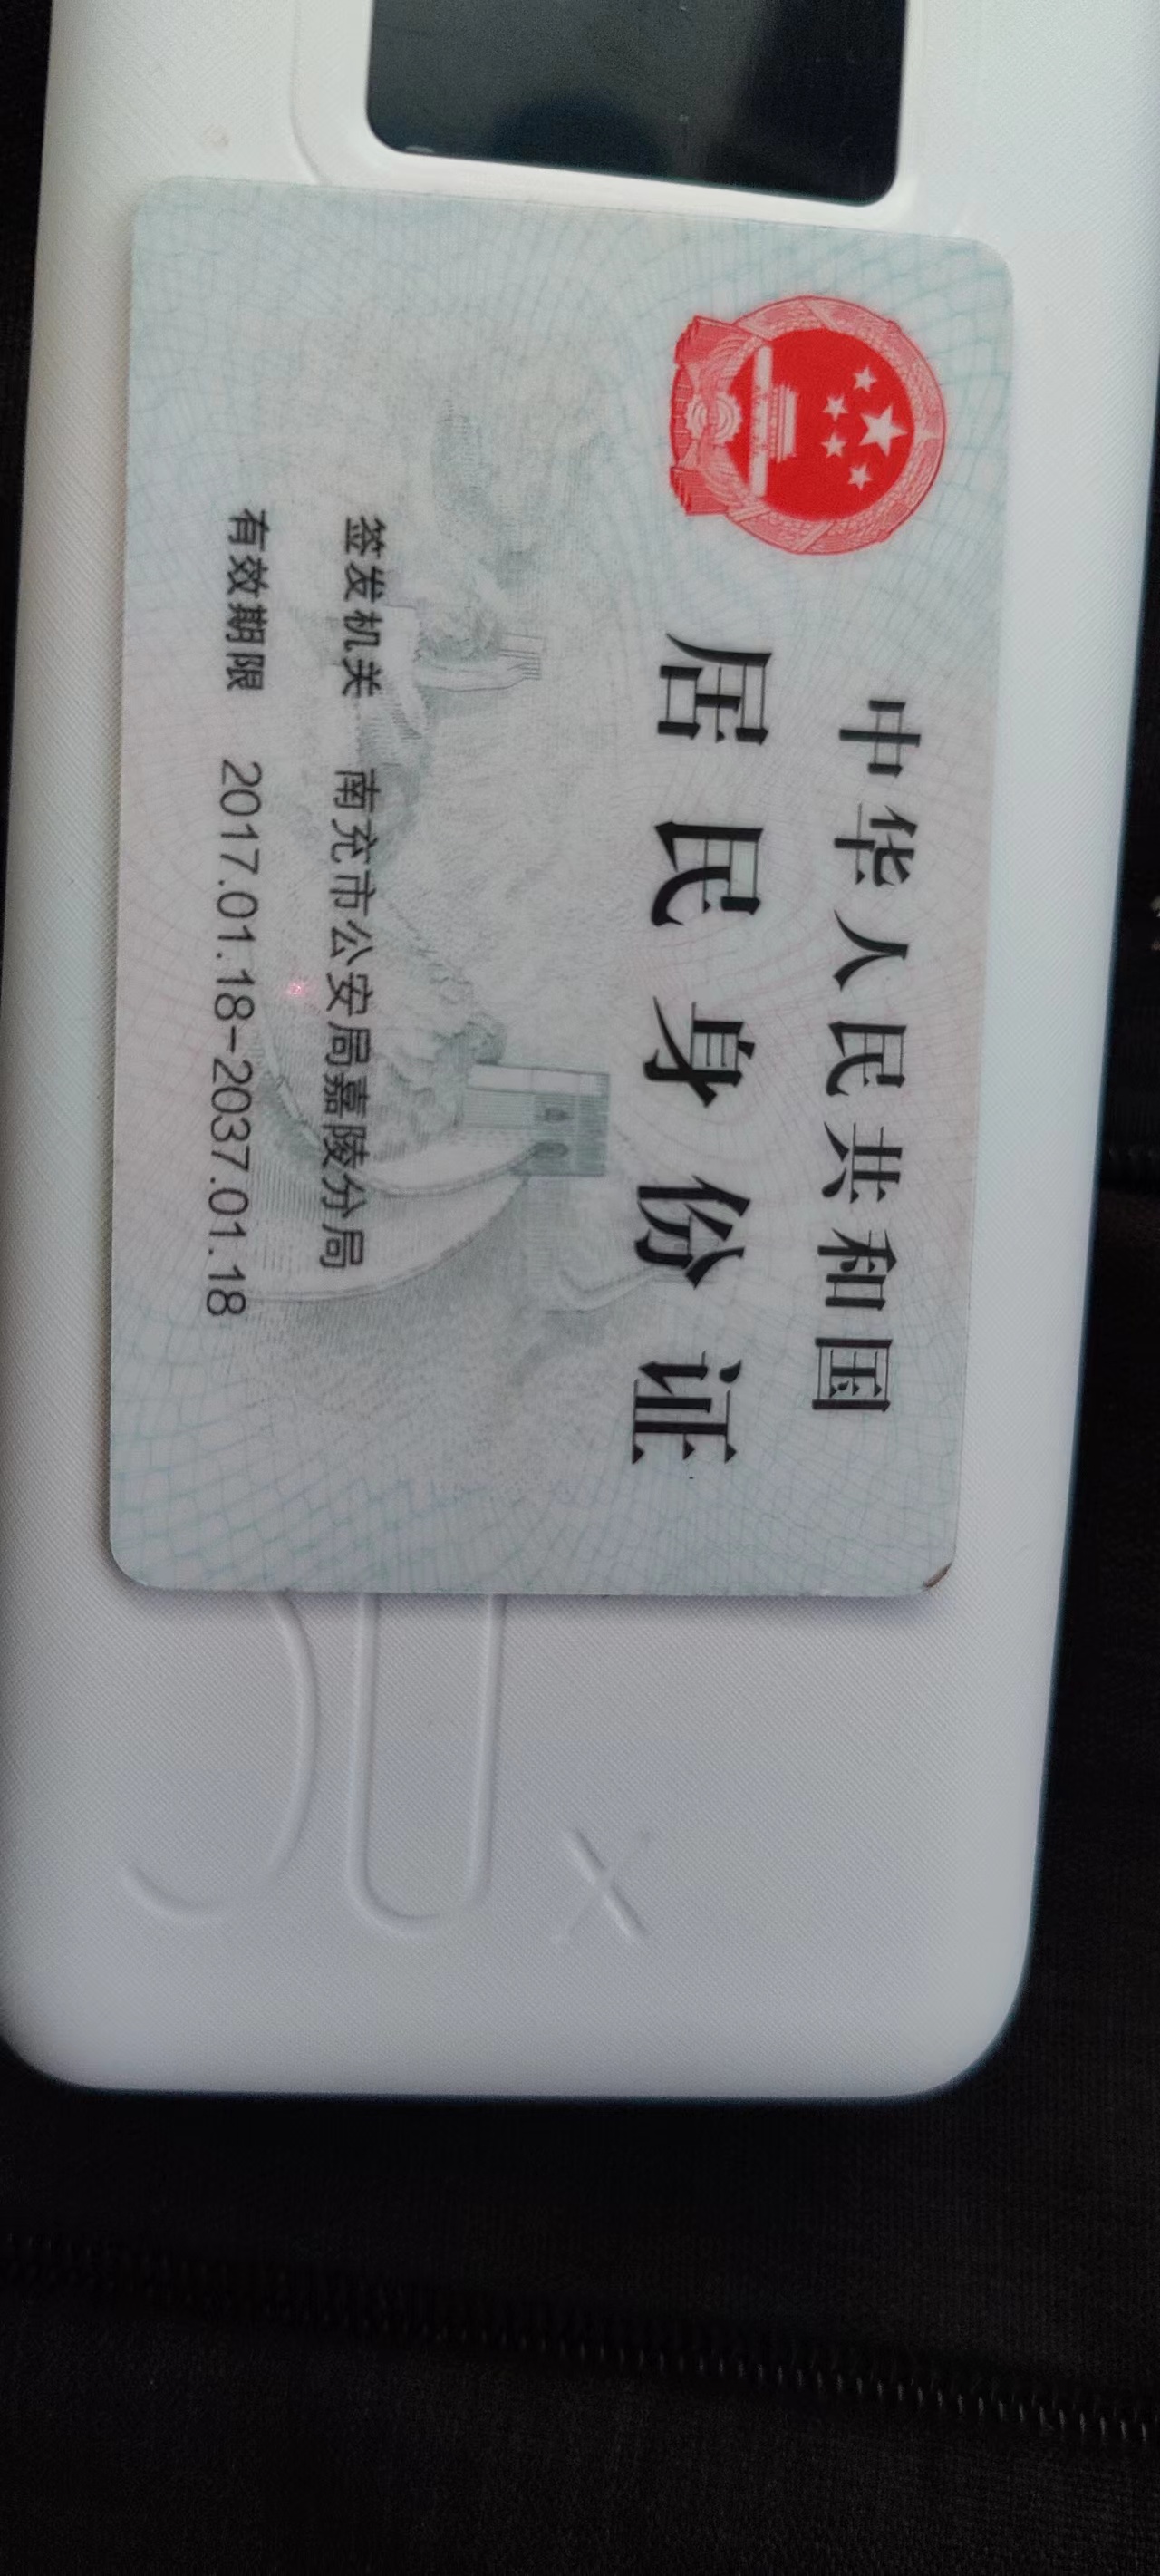 中华人民共和国
居民身份证
签发机关 南充市公安局嘉陵分局
有效期限 2017.01.18-2037.01.18